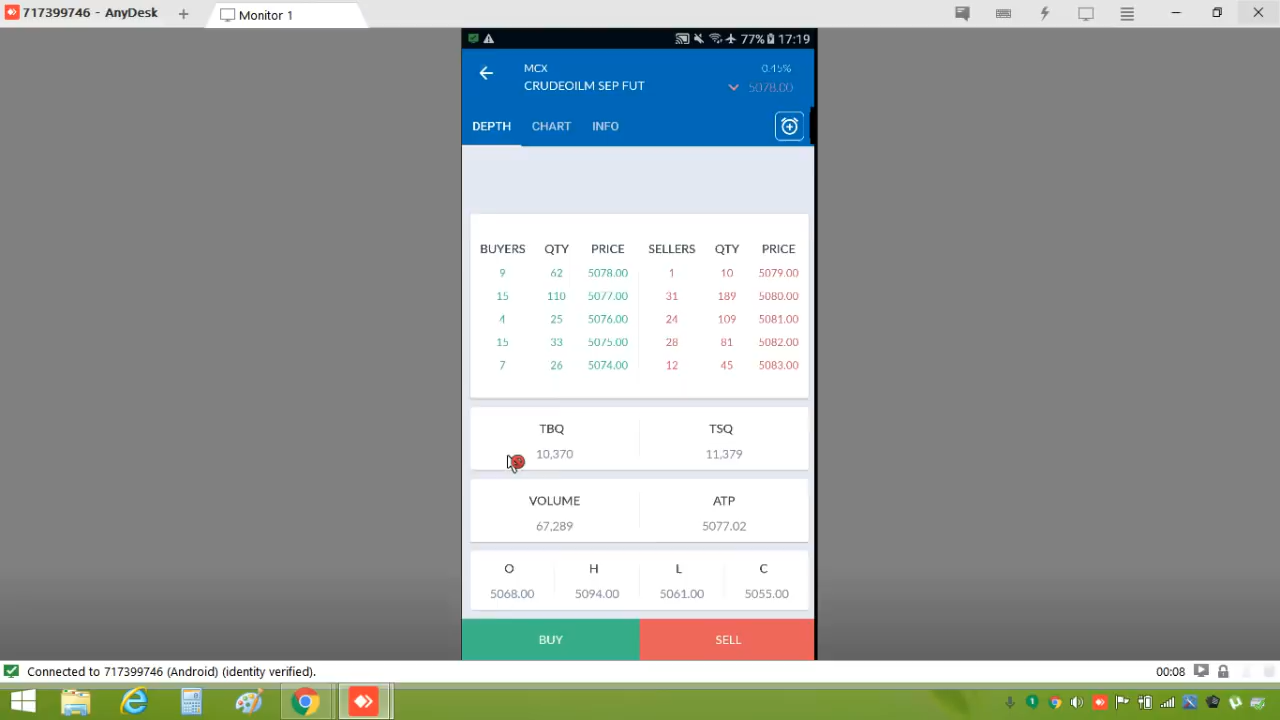 717399746 - AnyDesk
Monitor 1
77% 17:19
MCX 0.45%
CRUDEOILM SEP FUT 5078.00
DEPTH CHART INFO
BUYERS QTY PRICE SELLERS QTY PRICE
9 62 5078.00 1 10 5079.00
15 110 5077.00 31 189 5080.00
4 25 5076.00 24 109 5081.00
15 33 5075.00 28 81 5082.00
7 26 5074.00 12 45 5083.00
TBQ TSQ
10,370 11,379
VOLUME ATP
67,289 5077.02
O H L C
5068.00 5094.00 5061.00 5055.00
BUY SELL
Connected to 717399746 (Android) (identity verified). 00:08